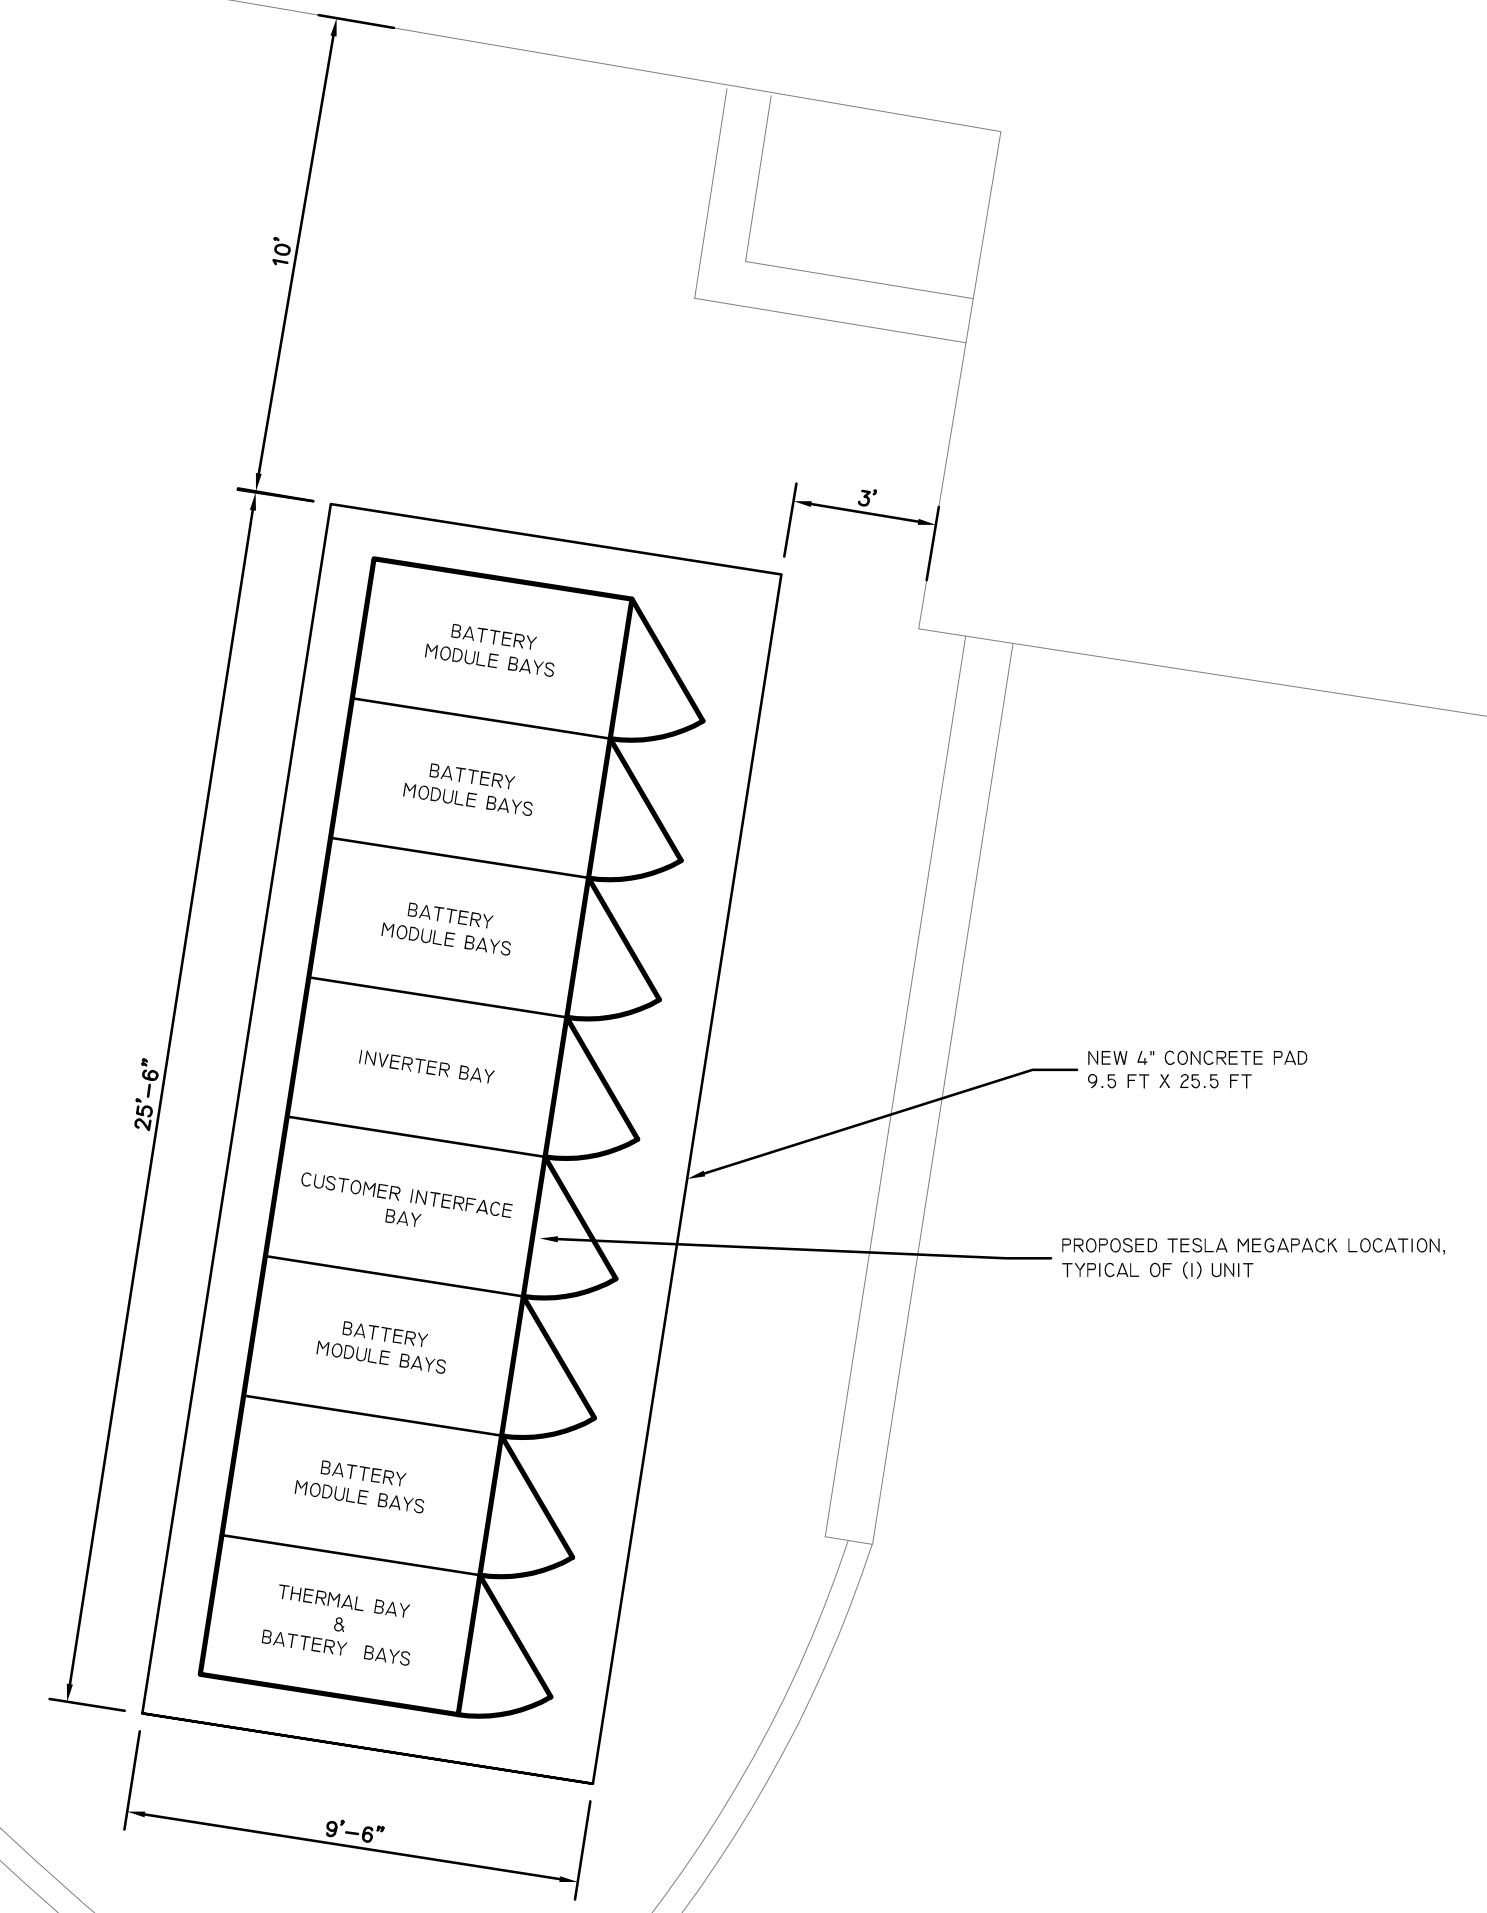 10'
3'
BATTERY
MODULE BAYS
BATTERY
MODULE BAYS
BATTERY
MODULE BAYS
INVERTER BAY
25'-6"
NEW 4" CONCRETE PAD
9.5 FT X 25.5 FT
CUSTOMER INTERFACE
BAY
PROPOSED TESLA MEGAPACK LOCATION,
TYPICAL OF (1) UNIT
BATTERY
MODULE BAYS
BATTERY
MODULE BAYS
THERMAL BAY
&
BATTERY BAYS
9'-6"